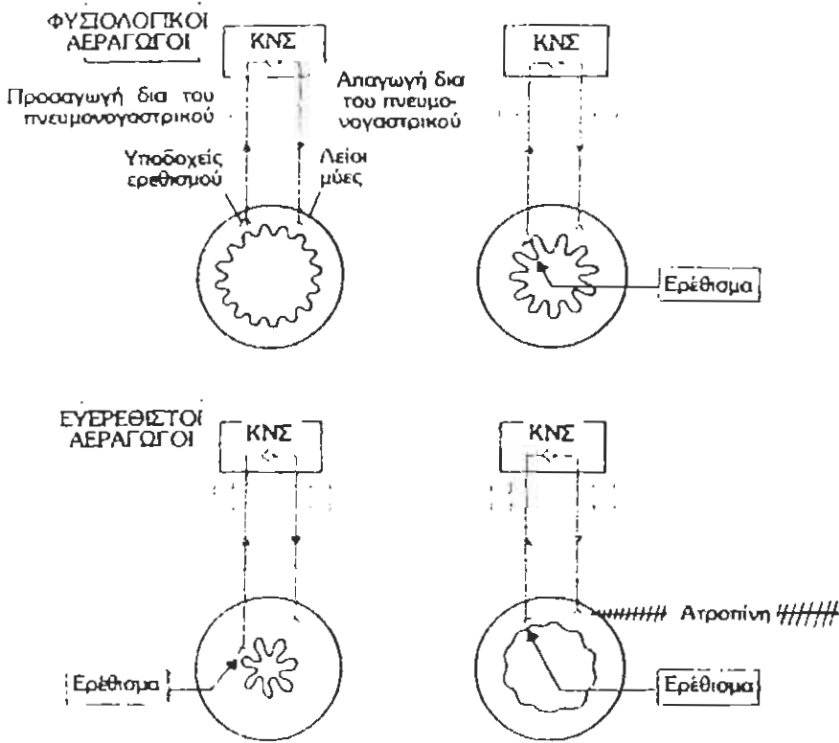 ΦΥΣΙΟΛΟΓΙΚΟΙ
ΑΕΡΑΓΩΓΟΙ
ΚΝΣ
ΚΝΣ
Προσαγωγή δια του
πνευμονογαστρικού
Απαγωγή δια
του πνευμο-
νογαστρικού
Υποδοχείς
ερεθισμού
Λείοι
μύες
Ερέθισμα
ΕΥΕΡΕΘΙΣΤΟΙ
ΑΕΡΑΓΩΓΟΙ
ΚΝΣ
ΚΝΣ
Ατροπίνη
Ερέθισμα
Ερέθισμα